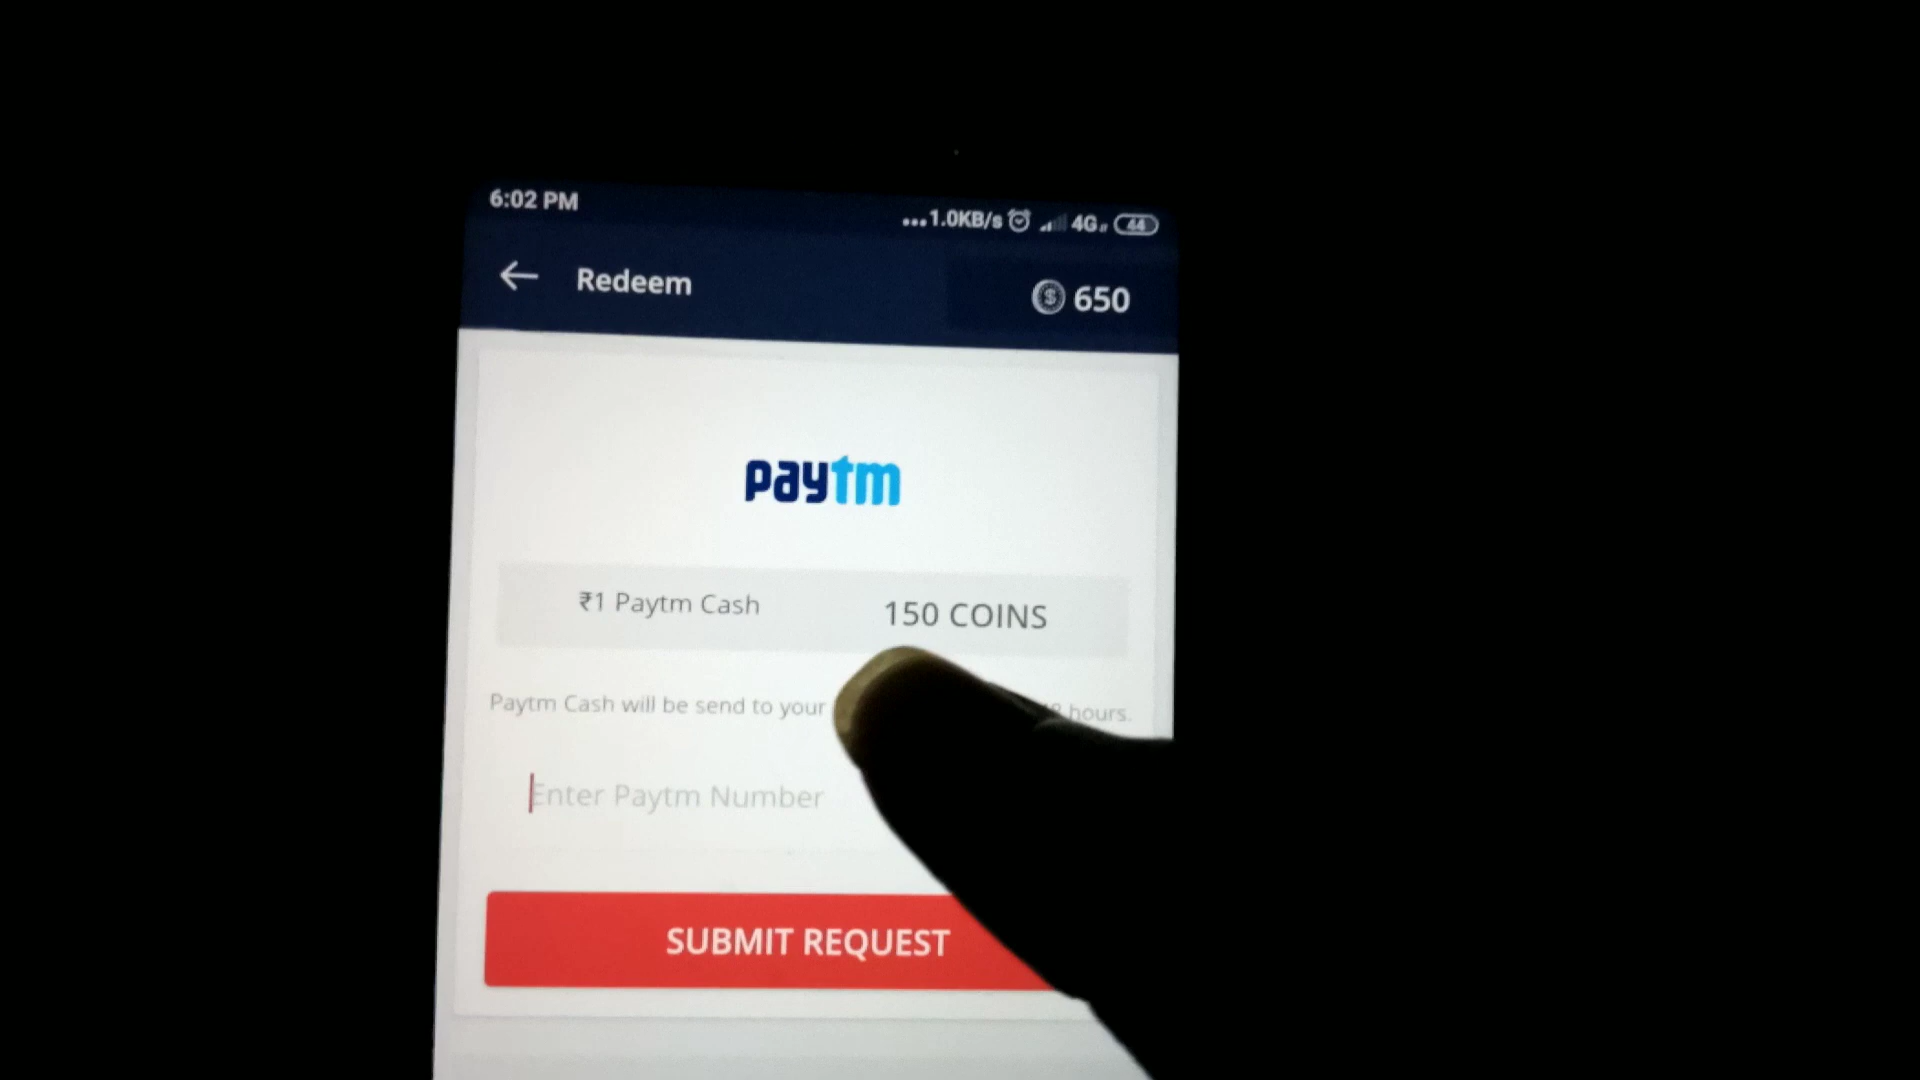 6:02 PM
...1.0KB/s 4G 44
Redeem
650
paytm
₹1 Paytm Cash 150 COINS
Paytm Cash will be send to your hours.
Enter Paytm Number
SUBMIT REQUEST